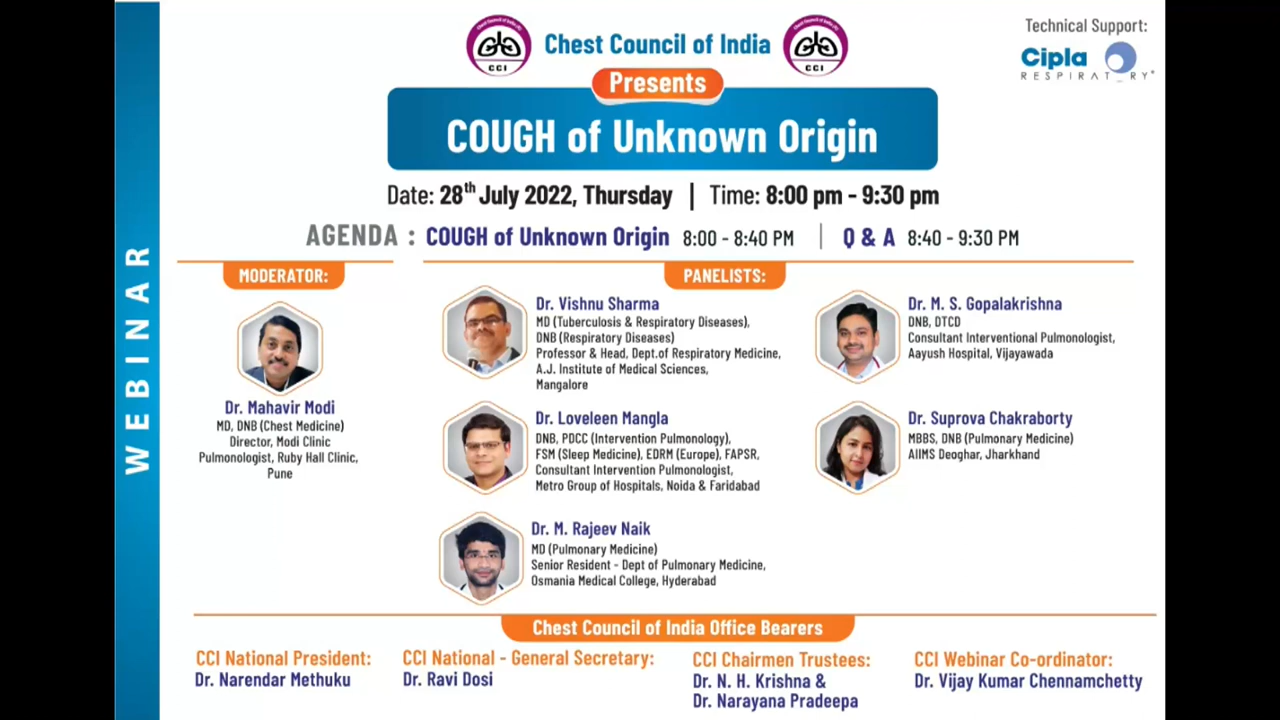 Chest Council of India
CCI
CCI
Technical Support:
Cipla
RESPIRATORY
Presents
COUGH of Unknown Origin
Date: 28th July 2022, Thursday | Time: 8:00 pm - 9:30 pm
AGENDA : COUGH of Unknown Origin 8:00 - 8:40 PM | Q & A 8:40 - 9:30 PM
WEBINAR
MODERATOR:
Dr. Mahavir Modi
MD, DNB (Chest Medicine)
Director, Modi Clinic
Pulmonologist, Ruby Hall Clinic,
Pune
PANELISTS:
Dr. Vishnu Sharma
MD (Tuberculosis & Respiratory Diseases),
DNB (Respiratory Diseases)
Professor & Head, Dept.of Respiratory Medicine,
A.J. Institute of Medical Sciences,
Mangalore
Dr. M. S. Gopalakrishna
DNB, DTCD
Consultant Interventional Pulmonologist,
Aayush Hospital, Vijayawada
Dr. Loveleen Mangla
DNB, PDCC (Intervention Pulmonology),
FSM (Sleep Medicine), EDRM (Europe), FAPSR,
Consultant Intervention Pulmonologist,
Metro Group of Hospitals, Noida & Faridabad
Dr. Suprova Chakraborty
MBBS, DNB (Pulmonary Medicine)
AIIMS Deoghar, Jharkhand
Dr. M. Rajeev Naik
MD (Pulmonary Medicine)
Senior Resident - Dept of Pulmonary Medicine,
Osmania Medical College, Hyderabad
Chest Council of India Office Bearers
CCI National President:
Dr. Narendar Methuku
CCI National - General Secretary:
Dr. Ravi Dosi
CCI Chairmen Trustees:
Dr. N. H. Krishna &
Dr. Narayana Pradeepa
CCI Webinar Co-ordinator:
Dr. Vijay Kumar Chennamchetty